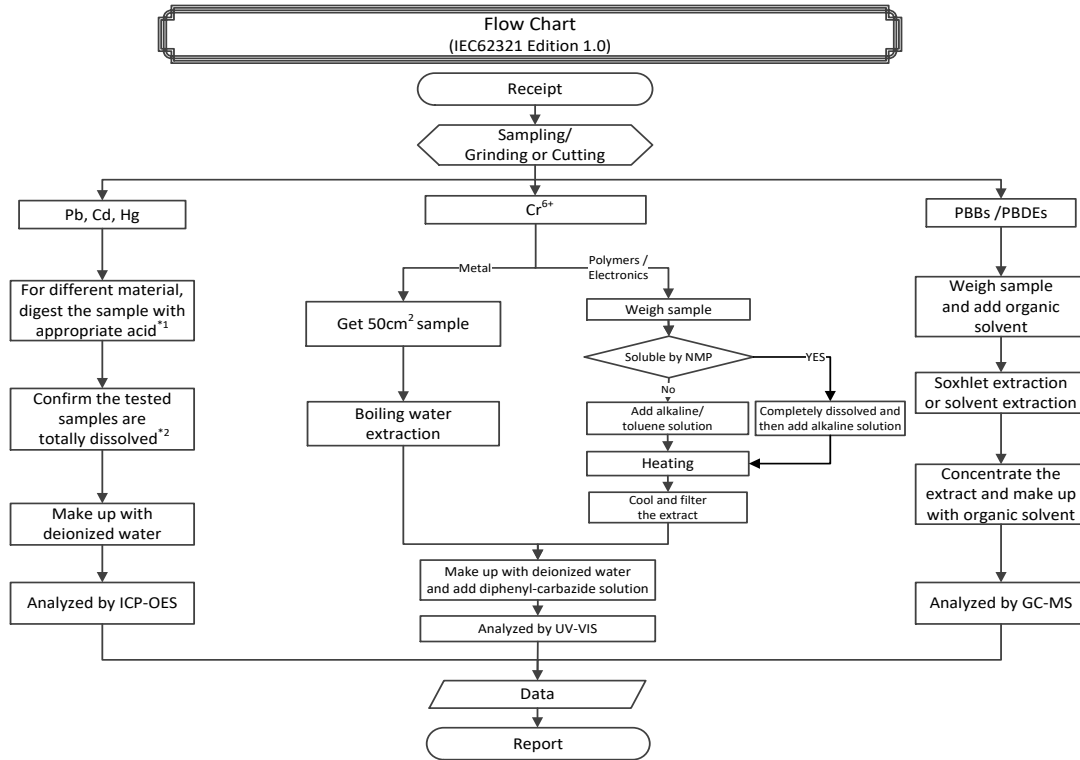 Flow Chart
(IEC62321 Edition 1.0)
Receipt
Sampling/
Grinding or Cutting
Pb, Cd, Hg
For different material,
digest the sample with
appropriate acid*1
Confirm the tested
samples are
totally dissolved*2
Make up with
deionized water
Analyzed by ICP-OES
Cr6+
Metal
Polymers /
Electronics
Get 50cm2 sample
Boiling water
extraction
Weigh sample
Soluble by NMP
YES
No
Add alkaline/
toluene solution
Completely dissolved and
then add alkaline solution
Heating
Cool and filter
the extract
Make up with deionized water
and add diphenyl-carbazide solution
Analyzed by UV-VIS
PBBs /PBDEs
Weigh sample
and add organic
solvent
Soxhlet extraction
or solvent extraction
Concentrate the
extract and make up
with organic solvent
Analyzed by GC-MS
Data
Report